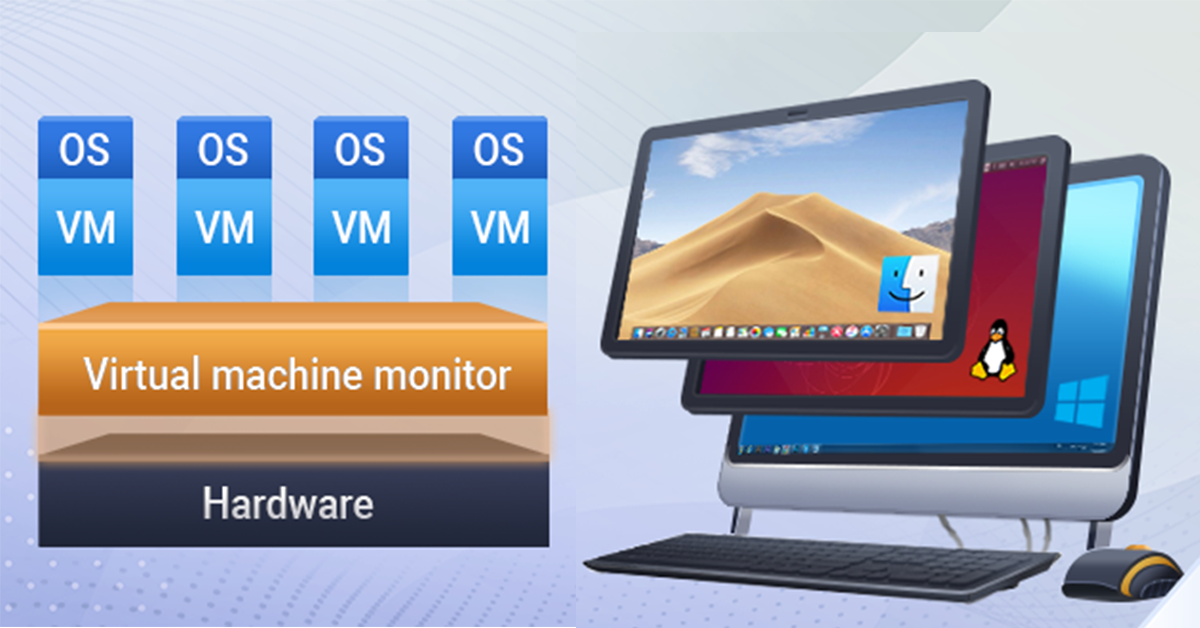 OS OS OS OS
VM VM VM VM
Virtual machine monitor
Hardware